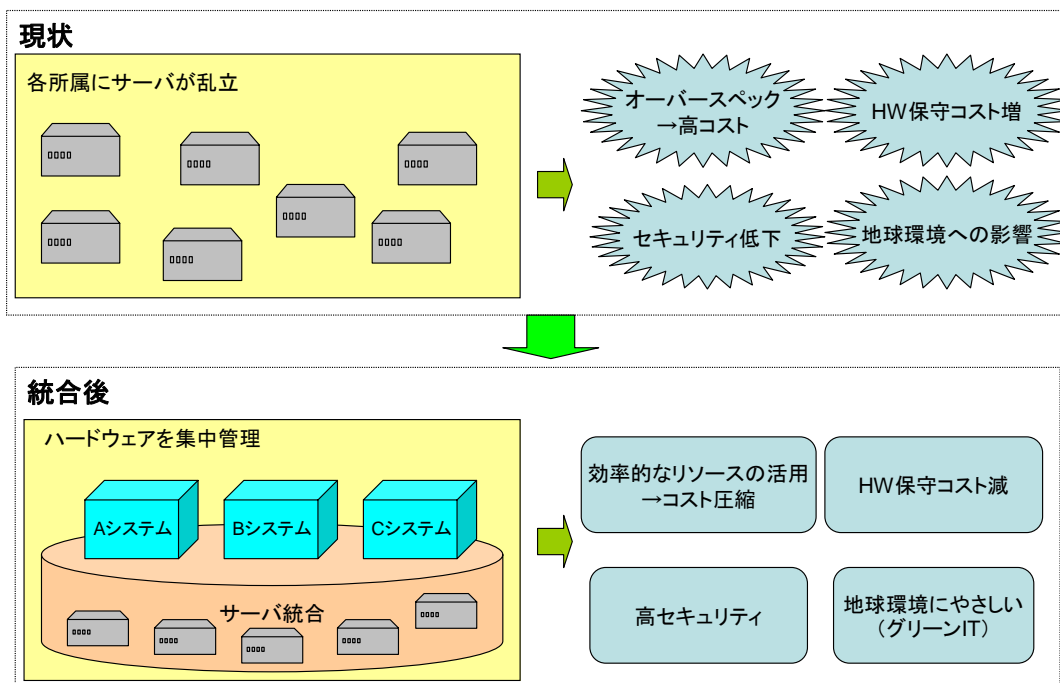 現状
各所属にサーバが乱立
オーバースペック
→高コスト
HW保守コスト増
セキュリティ低下
地球環境への影響
統合後
ハードウェアを集中管理
Aシステム
Bシステム
Cシステム
サーバ統合
効率的なリソースの活用
→コスト圧縮
HW保守コスト減
高セキュリティ
地球環境にやさしい
（グリーンIT）